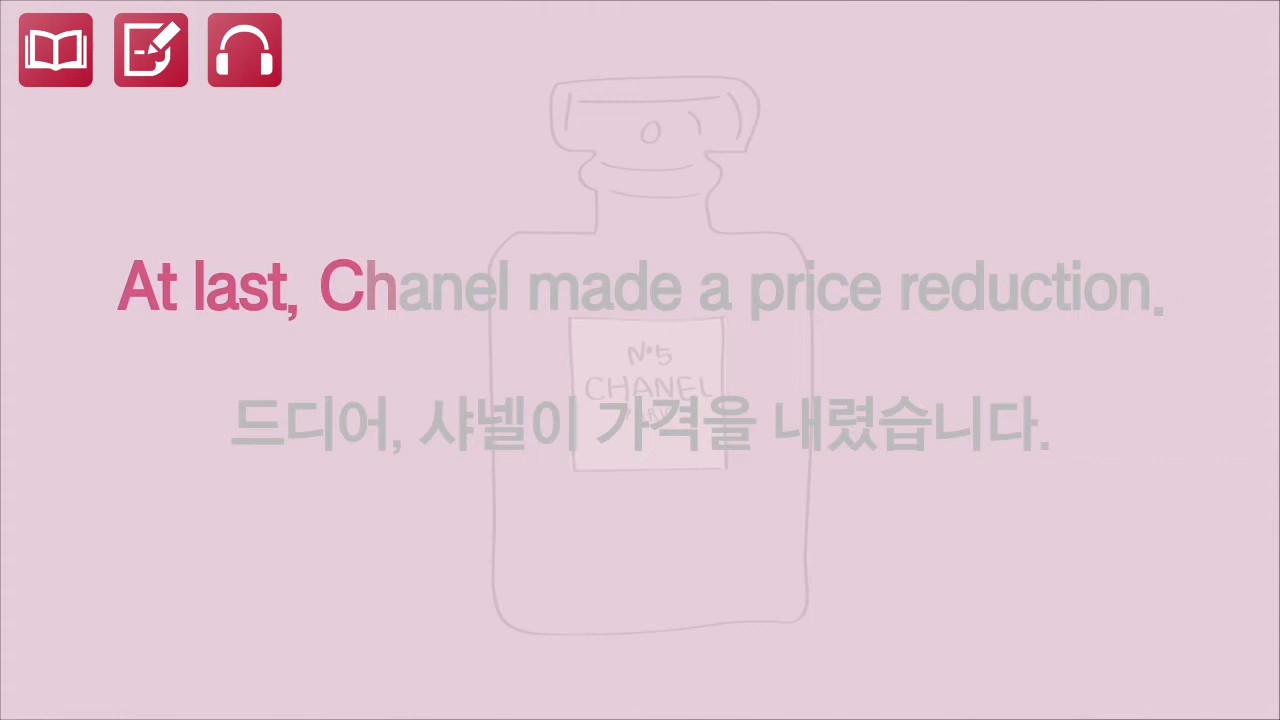 At last, Chanel made a price reduction.
드디어, 샤넬이 가격을 내렸습니다.
N°5
CHANEL